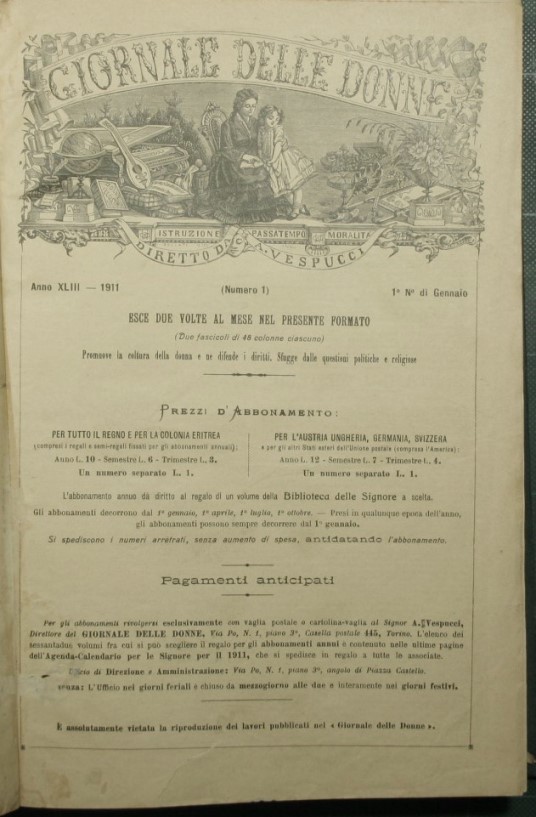 GIORNALE DELLE DONNE
ISTRUZIONE PASSATEMPO MORALITÀ
DIRETTO DA A. VESPUCCI
Anno XLIII — 1911 (Numero 1) 1º Nº di Gennaio
ESCE DUE VOLTE AL MESE NEL PRESENTE FORMATO
(Due fascicoli di 48 colonne ciascuno)
Promuove la coltura della donna e ne difende i diritti. Sfugge dalle questioni politiche e religiose
PREZZI D'ABBONAMENTO:
PER TUTTO IL REGNO E PER LA COLONIA ERITREA
(compresi i regali e semi-regali fissati per gli abbonamenti annuali):
Anno L. 10 - Semestre L. 6 - Trimestre L. 3.
Un numero separato L. 1.
PER L'AUSTRIA UNGHERIA, GERMANIA, SVIZZERA
e per gli altri Stati esteri dell'Unione postale (compresa l'America):
Anno L. 12 - Semestre L. 7 - Trimestre L. 4.
Un numero separato L. 1.
L'abbonamento annuo dà diritto al regalo di un volume della Biblioteca delle Signore a scelta.
Gli abbonamenti decorrono dal 1º gennaio, 1º aprile, 1º luglio, 1º ottobre. — Presi in qualunque epoca dell'anno,
gli abbonamenti possono sempre decorrere dal 1º gennaio.
Si spediscono i numeri arretrati, senza aumento di spesa, antidatando l'abbonamento.
Pagamenti anticipati
Per gli abbonamenti rivolgersi esclusivamente con vaglia postale o cartolina-vaglia al Signor A. Vespucci,
Direttore del GIORNALE DELLE DONNE, Via Po, N. 1, piano 3º, Casella postale 445, Torino. L'elenco dei
sessantadue volumi fra cui si può scegliere il regalo per gli abbonamenti annui è contenuto nelle ultime pagine
dell'Agenda-Calendario per le Signore per il 1911, che si spedisce in regalo a tutte le associate.
Ufficio di Direzione e Amministrazione: Via Po, N. 1, piano 3º, angolo di Piazza Castello.
L'Ufficio nei giorni feriali è chiuso da mezzogiorno alle due e interamente nei giorni festivi.
È assolutamente vietata la riproduzione dei lavori pubblicati nel « Giornale delle Donne ».